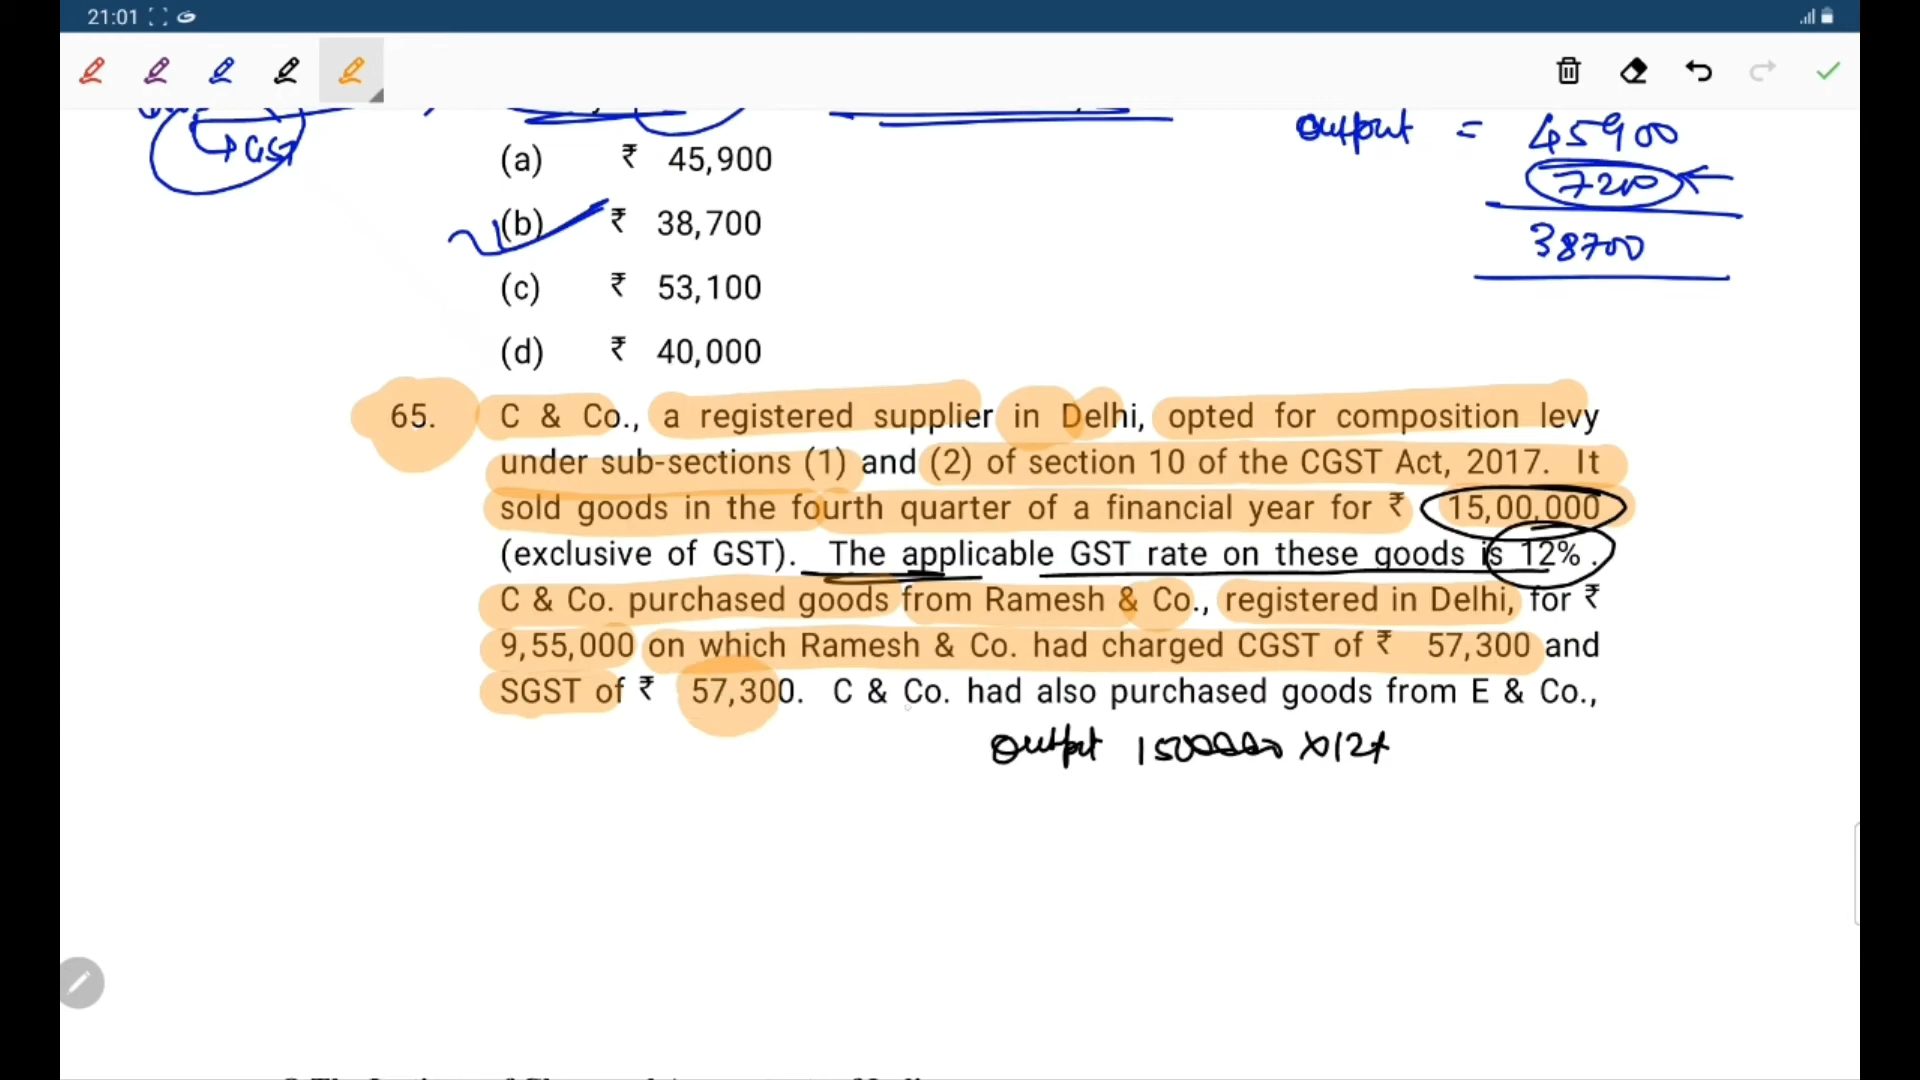 21:01
output = 45900
GST
(a) ₹ 45,900
7200
(b) ₹ 38,700
38700
(c) ₹ 53,100
(d) ₹ 40,000
65. C & Co., a registered supplier in Delhi, opted for composition levy
under sub-sections (1) and (2) of section 10 of the CGST Act, 2017. It
sold goods in the fourth quarter of a financial year for ₹ 15,00,000
(exclusive of GST). The applicable GST rate on these goods is 12%.
C & Co. purchased goods from Ramesh & Co., registered in Delhi, for ₹
9,55,000 on which Ramesh & Co. had charged CGST of ₹ 57,300 and
SGST of ₹ 57,300. C & Co. had also purchased goods from E & Co.,
output 1500000 x12%